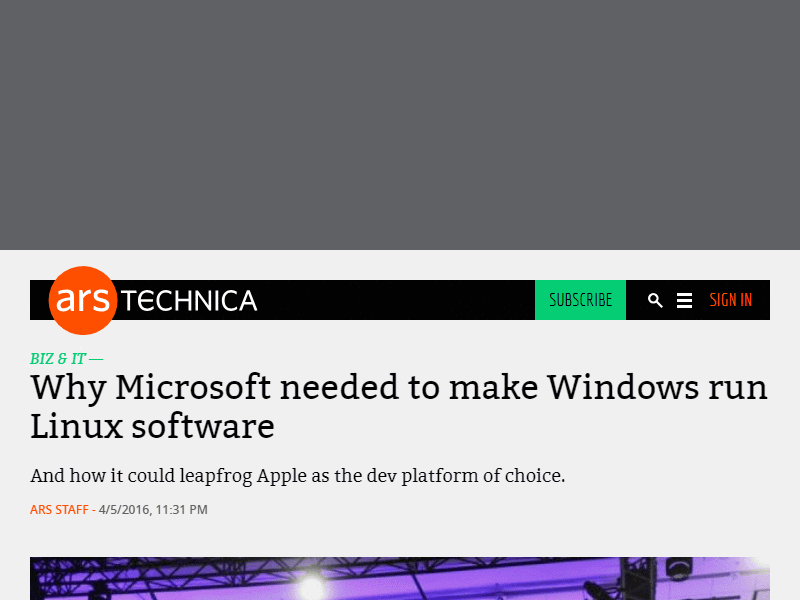 ars TECHNICA
SUBSCRIBE
SIGN IN
BIZ & IT —
Why Microsoft needed to make Windows run
Linux software
And how it could leapfrog Apple as the dev platform of choice.
ARS STAFF - 4/5/2016, 11:31 PM